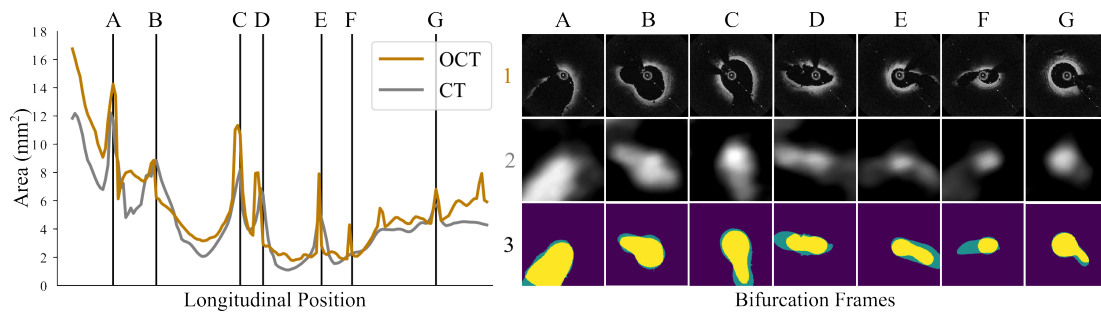 A B C D E F G
18
16
14
12
10
8
6
4
2
0
Area (mm²)
OCT
CT
Longitudinal Position
A B C D E F G
1
2
3
Bifurcation Frames